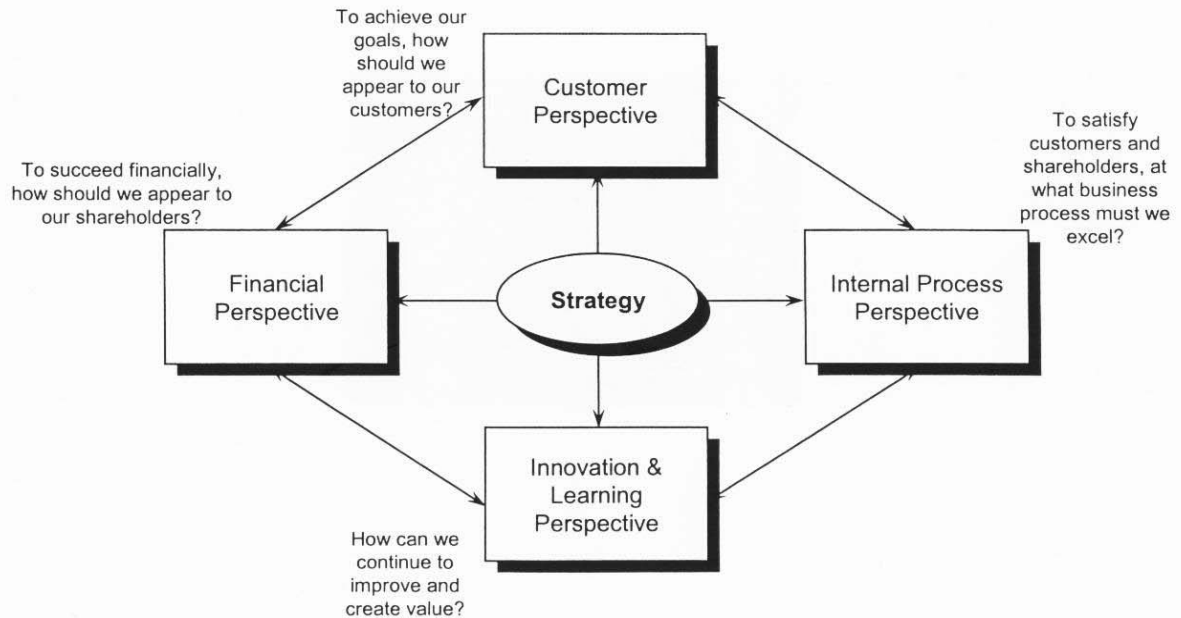 To achieve our
goals, how
should we
appear to our
customers?
Customer
Perspective
To satisfy
customers and
shareholders, at
what business
process must we
excel?
To succeed financially,
how should we appear to
our shareholders?
Financial
Perspective
Strategy
Internal Process
Perspective
Innovation &
Learning
Perspective
How can we
continue to
improve and
create value?